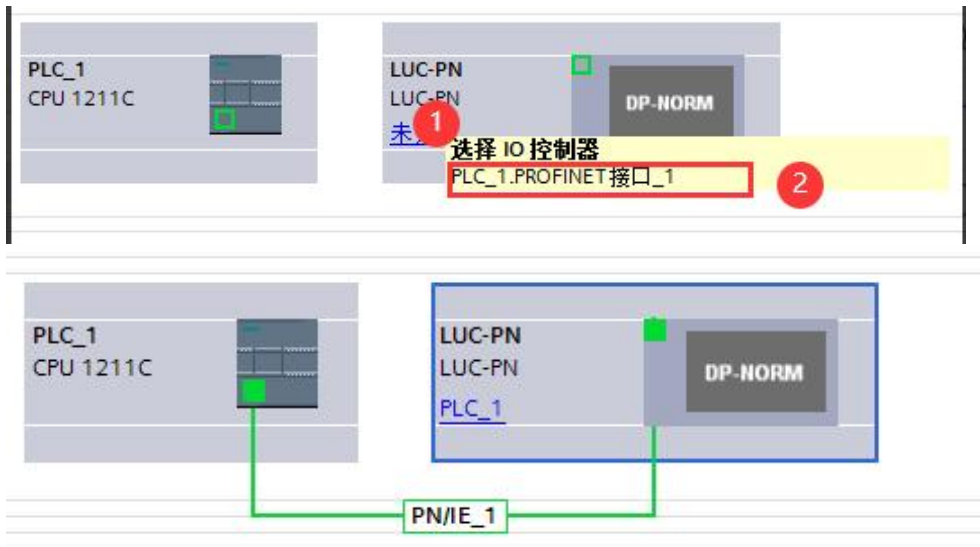 PLC_1
CPU 1211C
LUC-PN
LUC-PN
DP-NORM
未
1
选择 IO 控制器
PLC_1.PROFINET接口_1
2
PLC_1
CPU 1211C
LUC-PN
LUC-PN
DP-NORM
PLC_1
PN/IE_1